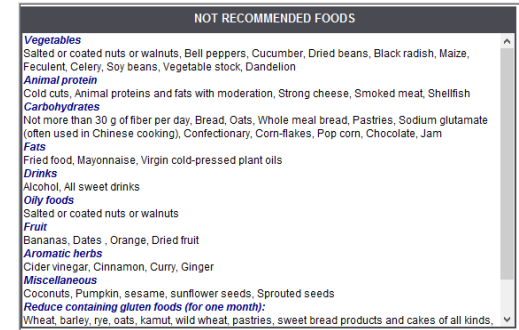 NOT RECOMMENDED FOODS
Vegetables
Salted or coated nuts or walnuts, Bell peppers, Cucumber, Dried beans, Black radish, Maize,
Feculent, Celery, Soy beans, Vegetable stock, Dandelion
Animal protein
Cold cuts, Animal proteins and fats with moderation, Strong cheese, Smoked meat, Shellfish
Carbohydrates
Not more than 30 g of fiber per day, Bread, Oats, Whole meal bread, Pastries, Sodium glutamate
(often used in Chinese cooking), Confectionary, Corn-flakes, Pop corn, Chocolate, Jam
Fats
Fried food, Mayonnaise, Virgin cold-pressed plant oils
Drinks
Alcohol, All sweet drinks
Oily foods
Salted or coated nuts or walnuts
Fruit
Bananas, Dates , Orange, Dried fruit
Aromatic herbs
Cider vinegar, Cinnamon, Curry, Ginger
Miscellaneous
Coconuts, Pumpkin, sesame, sunflower seeds, Sprouted seeds
Reduce containing gluten foods (for one month):
Wheat, barley, rye, oats, kamut, wild wheat, pastries, sweet bread products and cakes of all kinds,